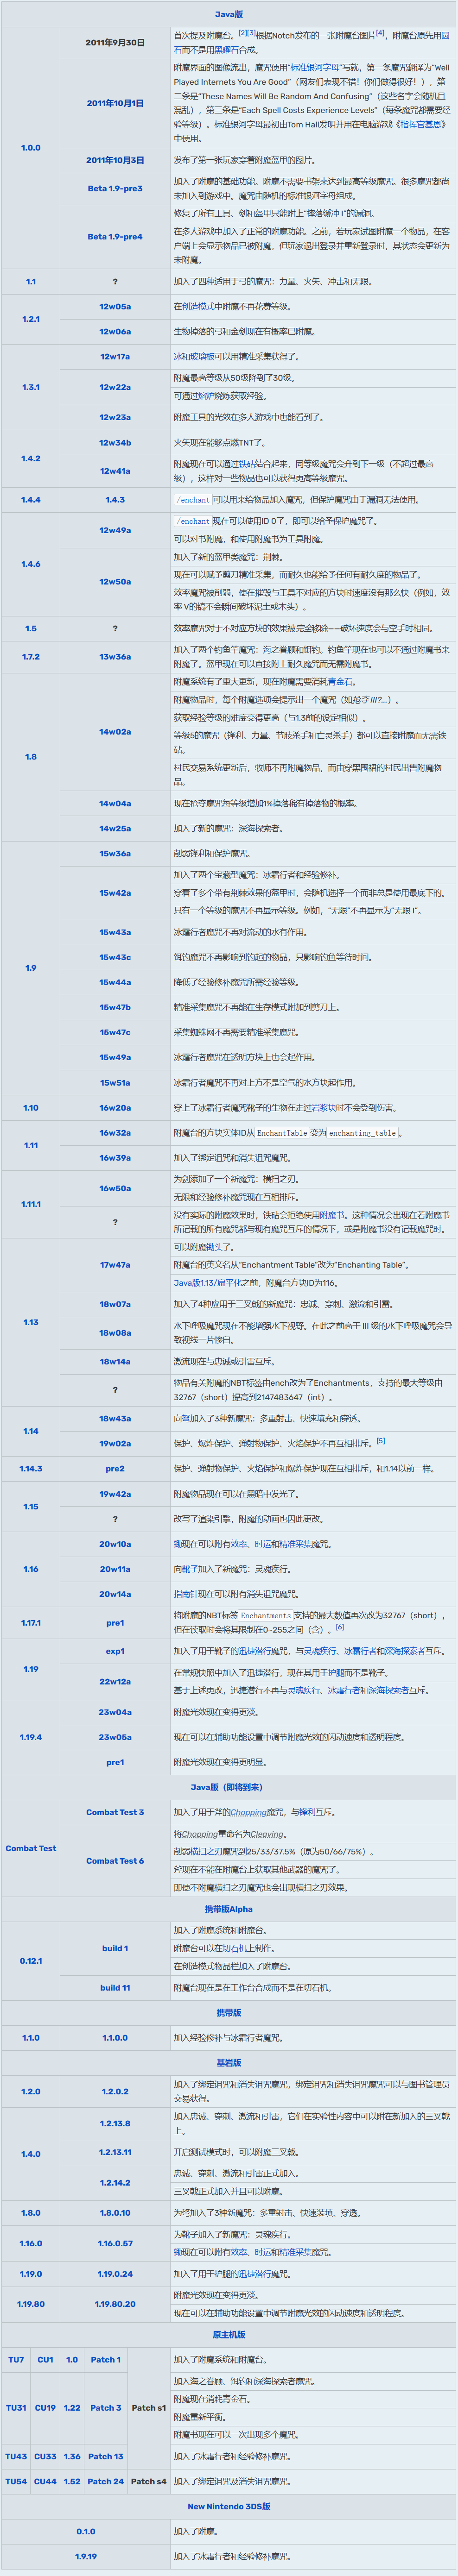 Java版
1.0.0
2011年9月30日
首次提及附魔台。[2][3]根据Notch发布的一张附魔台图片[4]，附魔台原先用圆
石而不是用黑曜石合成。
2011年10月1日
附魔界面的图像流出，魔咒使用“标准银河字母”写就，第一条魔咒翻译为“Well
Played Internets You Are Good”（网友们表现不错！你们做得很好！），第
二条是“These Names Will Be Random And Confusing”（这些名字会随机且
混乱），第三条是“Each Spell Costs Experience Levels”（每条魔咒都需要经
验等级）。标准银河字母最初由Tom Hall发明并用在电脑游戏《指挥官基恩》
中使用。
2011年10月3日
发布了第一张玩家穿着附魔盔甲的图片。
Beta 1.9-pre3
加入了附魔的基础功能。附魔不需要书架来达到最高等级魔咒。很多魔咒都尚
未加入到游戏中。魔咒由随机的标准银河字母组成。
Beta 1.9-pre4
修复了所有工具、剑和盔甲只能附上“摔落缓冲 I”的漏洞。
在多人游戏中加入了正常的附魔功能。之前，若玩家试图附魔一个物品，在客
户端上会显示物品已被附魔，但玩家退出登录并重新登录时，其状态会更新为
未附魔。
1.1
?
加入了四种适用于弓的魔咒：力量、火矢、冲击和无限。
1.2.1
12w05a
在创造模式中附魔不再花费等级。
12w06a
生物掉落的弓和金剑现在有概率已附魔。
1.3.1
12w17a
冰和玻璃板可以用精准采集获得了。
12w22a
附魔最高等级从50级降到了30级。
可通过熔炉烧炼获取经验。
12w23a
附魔工具的光效在多人游戏中也能看到了。
1.4.2
12w34b
火矢现在能够点燃TNT了。
12w41a
附魔现在可以通过铁砧结合起来，同等级魔咒会升到下一级（不超过最高
级），这样对一些物品也可以获得更高等级魔咒。
1.4.4
1.4.3
/enchant可以用来给物品加入魔咒，但保护魔咒由于漏洞无法使用。
1.4.6
12w49a
/enchant现在可以使用ID 0了，即可以给予保护魔咒了。
可以对书附魔，和使用附魔书为工具附魔。
12w50a
加入了新的盔甲类魔咒：荆棘。
现在可以赋予剪刀精准采集，而耐久也能给予任何有耐久度的物品了。
效率魔咒被削弱，使在摧毁与工具不对应的方块时速度没有那么快（例如，效
率 V的镐不会瞬间破坏泥土或木头）。
1.5
?
效率魔咒对于不对应方块的效果被完全移除——破坏速度会与空手时相同。
1.7.2
13w36a
加入了两个钓鱼竿魔咒：海之眷顾和饵钓。钓鱼竿现在也可以不通过附魔书来
附魔了。盔甲现在可以直接附上耐久魔咒而无需附魔书。
1.8
14w02a
附魔系统有了重大更新，现在附魔需要消耗青金石。
附魔物品时，每个附魔选项会提示出一个魔咒（如抢夺 III?...）。
获取经验等级的难度变得更高（与1.3前的设定相似）。
等级5的魔咒（锋利、力量、节肢杀手和亡灵杀手）都可以直接附魔而无需铁
砧。
村民交易系统更新后，牧师不再附魔物品，而由穿黑围裙的村民出售附魔物
品。
14w04a
现在抢夺魔咒每等级增加1%掉落稀有掉落物的概率。
14w25a
加入了新的魔咒：深海探索者。
1.9
15w36a
削弱锋利和保护魔咒。
15w42a
加入了两个宝藏型魔咒：冰霜行者和经验修补。
穿着了多个带有荆棘效果的盔甲时，会随机选择一个而非总是使用最底下的。
只有一个等级的魔咒不再显示等级。例如，“无限”不再显示为“无限 I”。
15w43a
冰霜行者魔咒不再对流动的水有作用。
15w43c
饵钓魔咒不再影响到钓起的物品，只影响钓鱼等待时间。
15w44a
降低了经验修补魔咒所需经验等级。
15w47b
精准采集魔咒不再能在生存模式附加到剪刀上。
15w47c
采集蜘蛛网不再需要精准采集魔咒。
15w49a
冰霜行者魔咒在透明方块上也会起作用。
15w51a
冰霜行者魔咒不再对上方不是空气的水方块起作用。
1.10
16w20a
穿上了冰霜行者魔咒靴子的生物在走过岩浆块时不会受到伤害。
1.11
16w32a
附魔台的方块实体ID从EnchantTable变为enchanting_table。
16w39a
加入了绑定诅咒和消失诅咒魔咒。
1.11.1
16w50a
为剑添加了一个新魔咒：横扫之刃。
无限和经验修补魔咒现在互相排斥。
?
没有实际的附魔效果时，铁砧会拒绝使用附魔书。这种情况会出现在若附魔书
所记载的所有魔咒都与现有魔咒互斥的情况下，或是附魔书没有记载魔咒时。
1.13
17w47a
可以附魔锄头了。
附魔台的英文名从“Enchantment Table”改为“Enchanting Table”。
Java版1.13/扁平化之前，附魔台方块ID为116。
18w07a
加入了4种应用于三叉戟的新魔咒：忠诚、穿刺、激流和引雷。
18w08a
水下呼吸魔咒现在不能增强水下视野。在此之前高于 III 级的水下呼吸魔咒会导
致视线一片惨白。
18w14a
激流现在与忠诚或引雷互斥。
?
物品有关附魔的NBT标签由ench改为了Enchantments，支持的最大等级由
32767（short）提高到2147483647（int）。
1.14
18w43a
向弩加入了3种新魔咒：多重射击、快速填充和穿透。
19w02a
保护、爆炸保护、弹射物保护、火焰保护不再互相排斥。[5]
1.14.3
pre2
保护、弹射物保护、火焰保护和爆炸保护现在互相排斥，和1.14以前一样。
1.15
19w42a
附魔物品现在可以在黑暗中发光了。
?
改写了渲染引擎，附魔的动画也因此更改。
1.16
20w10a
锄现在可以附有效率、时运和精准采集魔咒。
20w11a
向靴子加入了新魔咒：灵魂疾行。
20w14a
指南针现在可以附有消失诅咒魔咒。
1.17.1
pre1
将附魔的NBT标签 Enchantments 支持的最大数值再次改为32767（short），
但在读取时会将其限制在0~255之间（含）。[6]
1.19
exp1
加入了用于靴子的迅捷潜行魔咒，与灵魂疾行、冰霜行者和深海探索者互斥。
22w12a
在常规快照中加入了迅捷潜行，现在其用于护腿而不是靴子。
基于上述更改，迅捷潜行不再与灵魂疾行、冰霜行者和深海探索者互斥。
1.19.4
23w04a
附魔光效现在变得更淡。
23w05a
现在可以在辅助功能设置中调节附魔光效的闪动速度和透明程度。
pre1
附魔光效现在变得更明显。
Java版（即将到来）
Combat Test
Combat Test 3
加入了用于斧的Chopping魔咒，与锋利互斥。
Combat Test 6
将Chopping重命名为Cleaving。
削弱横扫之刃魔咒到25/33/37.5%（原为50/66/75%）。
斧现在不能在附魔台上获取其他武器的魔咒了。
即使不附魔横扫之刃魔咒也会出现横扫之刃效果。
携带版Alpha
0.12.1
build 1
加入了附魔系统和附魔台。
附魔台可以在切石机上制作。
在创造模式物品栏加入了附魔台。
build 11
附魔台现在是在工作台合成而不是在切石机。
携带版
1.1.0
1.1.0.0
加入经验修补与冰霜行者魔咒。
基岩版
1.2.0
1.2.0.2
加入了绑定诅咒和消失诅咒魔咒，绑定诅咒和消失诅咒魔咒可以与图书管理员
交易获得。
1.4.0
1.2.13.8
加入忠诚、穿刺、激流和引雷，它们在实验性内容中可以附在新加入的三叉戟
上。
1.2.13.11
开启测试模式时，可以附魔三叉戟。
1.2.14.2
忠诚、穿刺、激流和引雷正式加入。
三叉戟正式加入并且可以附魔。
1.8.0
1.8.0.10
为弩加入了3种新魔咒：多重射击、快速装填、穿透。
1.16.0
1.16.0.57
为靴子加入了新魔咒：灵魂疾行。
锄现在可以附有效率、时运和精准采集魔咒。
1.19.0
1.19.0.24
加入了用于护腿的迅捷潜行魔咒。
1.19.80
1.19.80.20
附魔光效现在变得更淡。
现在可以在辅助功能设置中调节附魔光效的闪动速度和透明程度。
原主机版
TU7 CU1 1.0 Patch 1
Patch s1
加入了附魔系统和附魔台。
TU31 CU19 1.22 Patch 3
加入海之眷顾、饵钓和深海探索者魔咒。
附魔现在消耗青金石。
附魔重新平衡。
附魔书现在可以一次出现多个魔咒。
TU43 CU33 1.36 Patch 13
加入了冰霜行者和经验修补魔咒。
TU54 CU44 1.52 Patch 24 Patch s4
加入了绑定诅咒及消失诅咒魔咒。
New Nintendo 3DS版
0.1.0
加入了附魔。
1.9.19
加入了冰霜行者和经验修补魔咒。